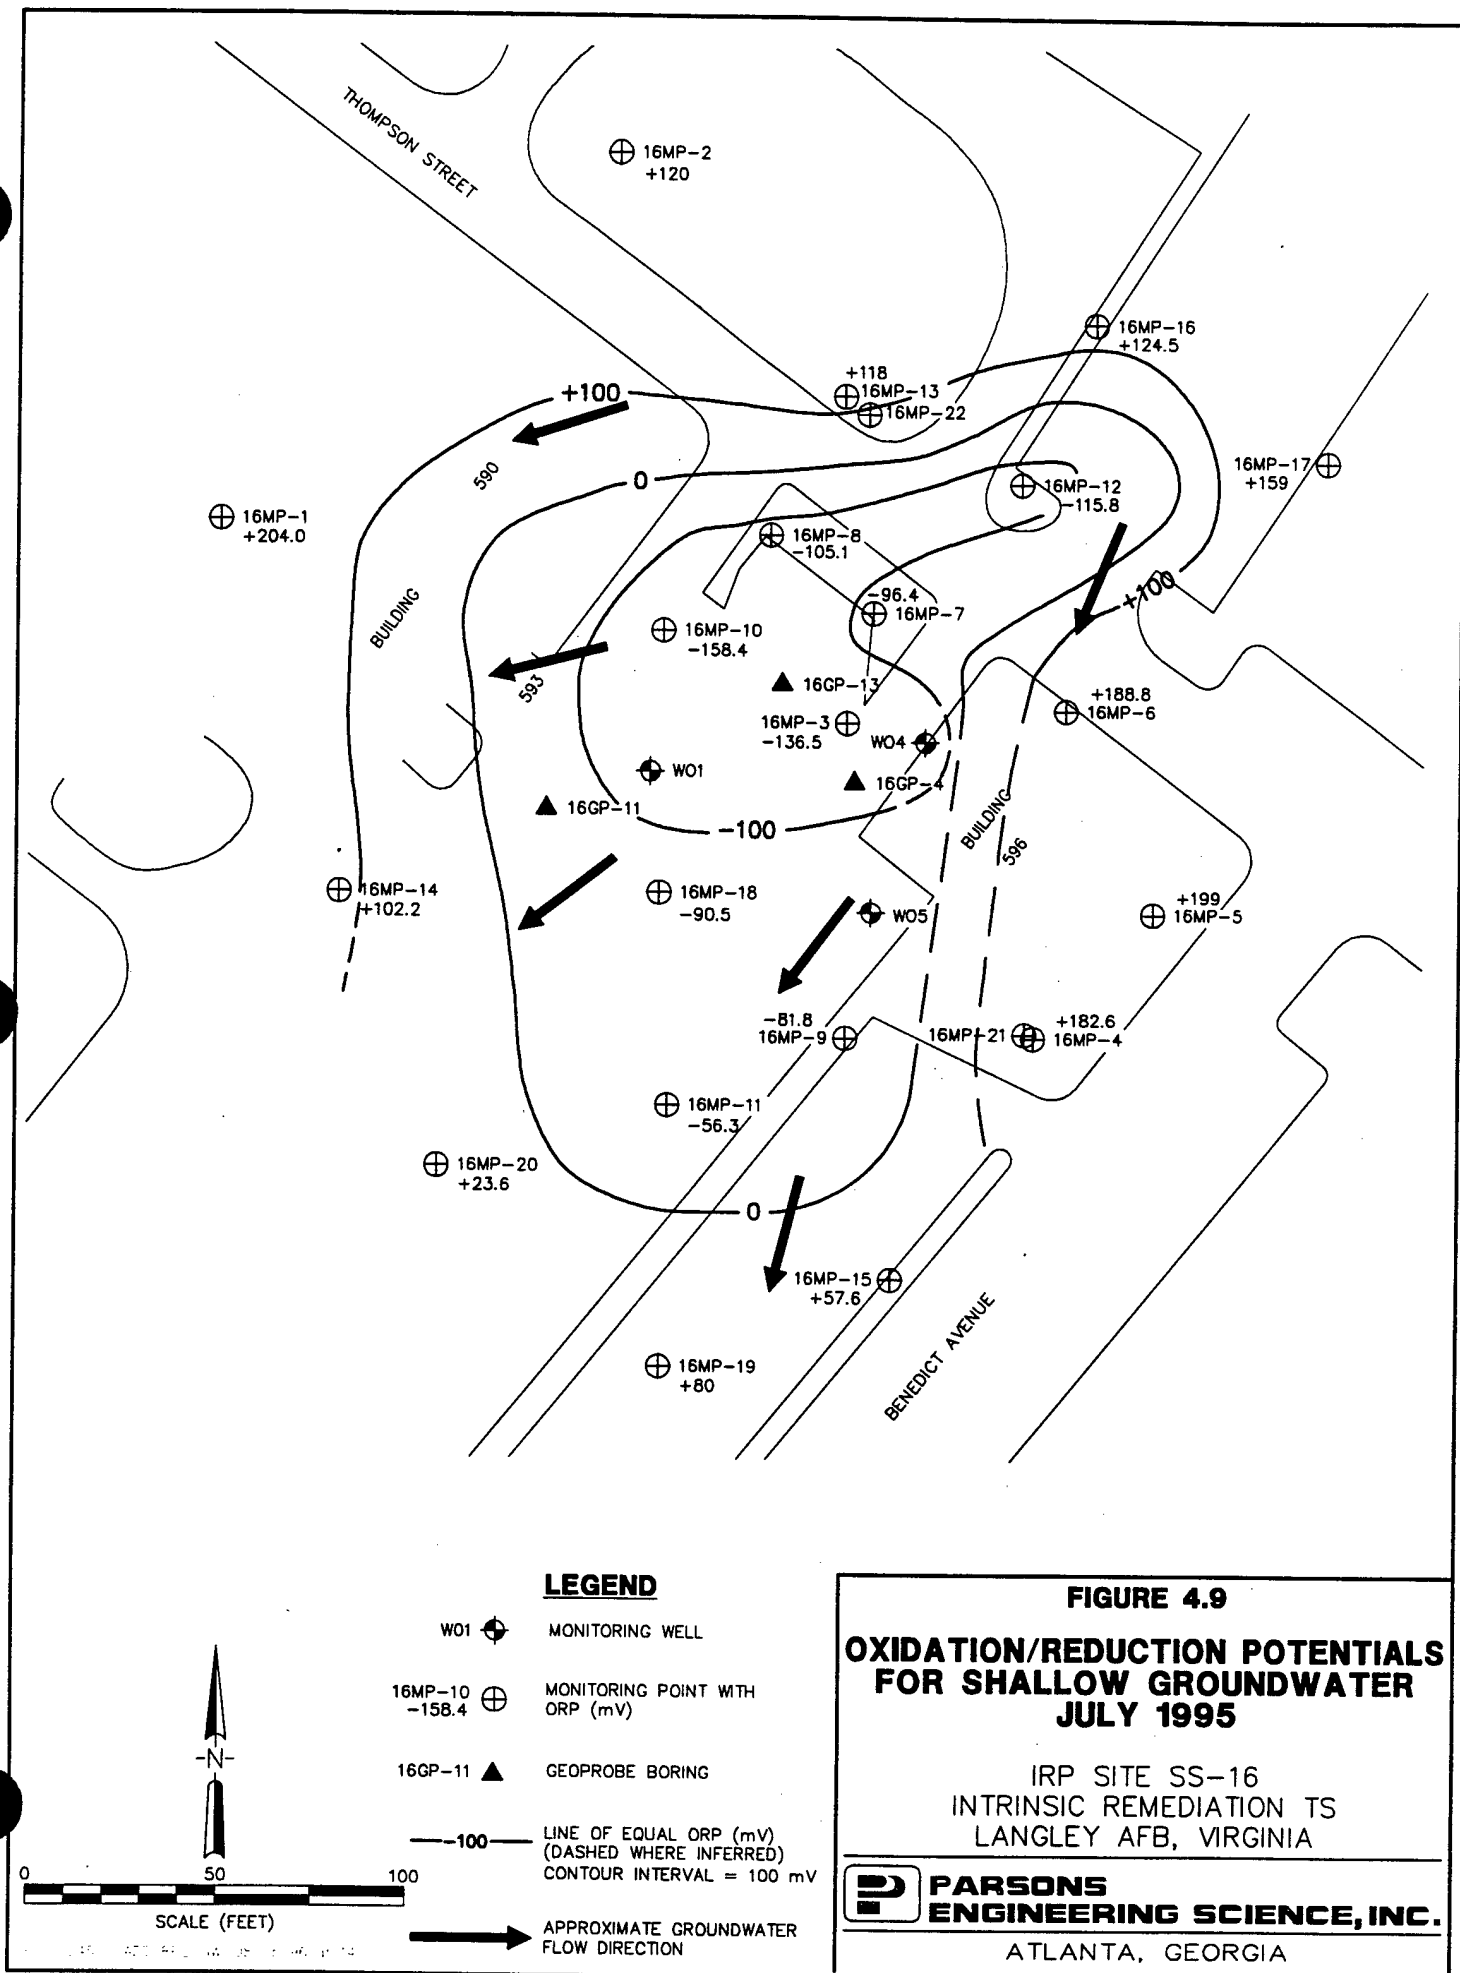 THOMPSON STREET
16MP-2
+120
16MP-16
+124.5
+118
16MP-13
16MP-22
+100
590
0
16MP-17
+159
16MP-12
-115.8
16MP-1
+204.0
16MP-8
-105.1
+100
-96.4
16MP-7
BUILDING
16MP-10
-158.4
593
16GP-13
+188.8
16MP-6
16MP-3
-136.5
W04
W01
16GP-4
16GP-11
-100
BUILDING
596
16MP-14
+102.2
16MP-18
-90.5
W05
+199
16MP-5
-81.8
16MP-9
16MP-21
+182.6
16MP-4
16MP-11
-56.3
16MP-20
+23.6
0
16MP-15
+57.6
BENEDICT AVENUE
16MP-19
+80
LEGEND
W01
MONITORING WELL
16MP-10
-158.4
MONITORING POINT WITH
ORP (mV)
16GP-11
GEOPROBE BORING
-100
LINE OF EQUAL ORP (mV)
(DASHED WHERE INFERRED)
CONTOUR INTERVAL = 100 mV
APPROXIMATE GROUNDWATER
FLOW DIRECTION
-N-
0 50 100
SCALE (FEET)
FIGURE 4.9
OXIDATION/REDUCTION POTENTIALS
FOR SHALLOW GROUNDWATER
JULY 1995
IRP SITE SS-16
INTRINSIC REMEDIATION TS
LANGLEY AFB, VIRGINIA
PARSONS
ENGINEERING SCIENCE, INC.
ATLANTA, GEORGIA